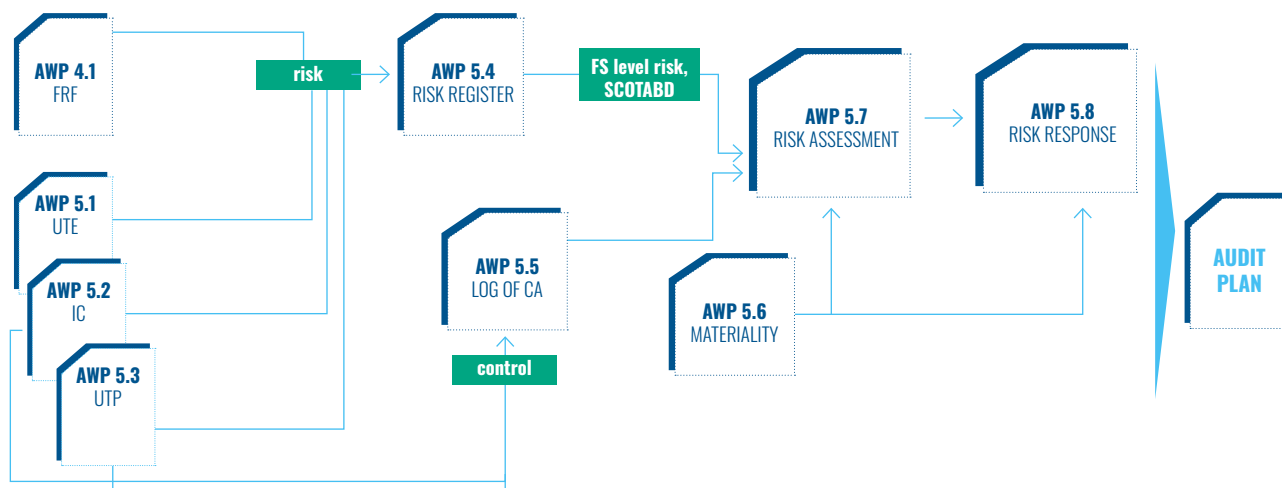 AWP 4.1
FRF
risk
AWP 5.4
RISK REGISTER
FS level risk,
SCOTABD
AWP 5.7
RISK ASSESSMENT
AWP 5.8
RISK RESPONSE
AWP 5.1
UTE
AWP 5.2
IC
AWP 5.3
UTP
AWP 5.5
LOG OF CA
control
AWP 5.6
MATERIALITY
AUDIT
PLAN